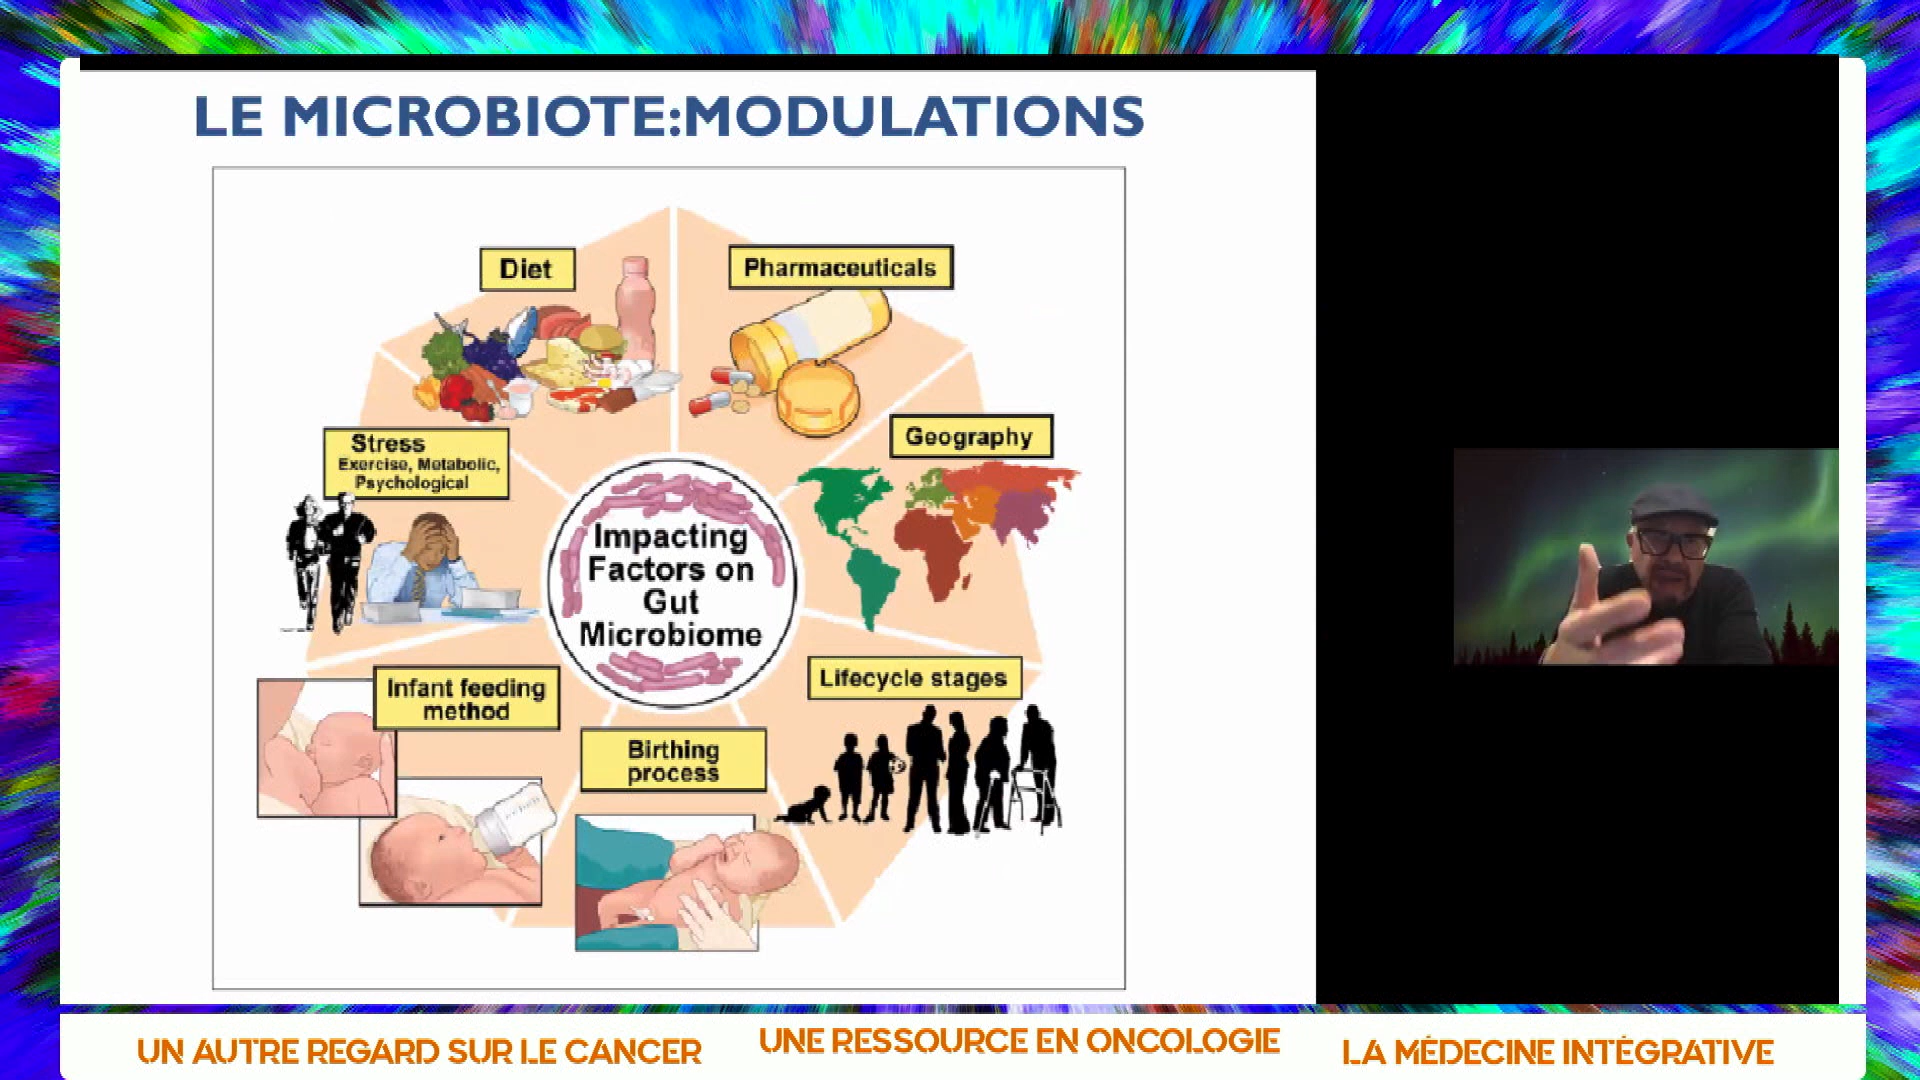 LE MICROBIOTE:MODULATIONS
Diet
Pharmaceuticals
Stress
Exercise, Metabolic,
Psychological
Geography
Impacting
Factors on
Gut
Microbiome
Infant feeding
method
Lifecycle stages
Birthing
process
UN AUTRE REGARD SUR LE CANCER
UNE RESSOURCE EN ONCOLOGIE
LA MÉDECINE INTÉGRATIVE